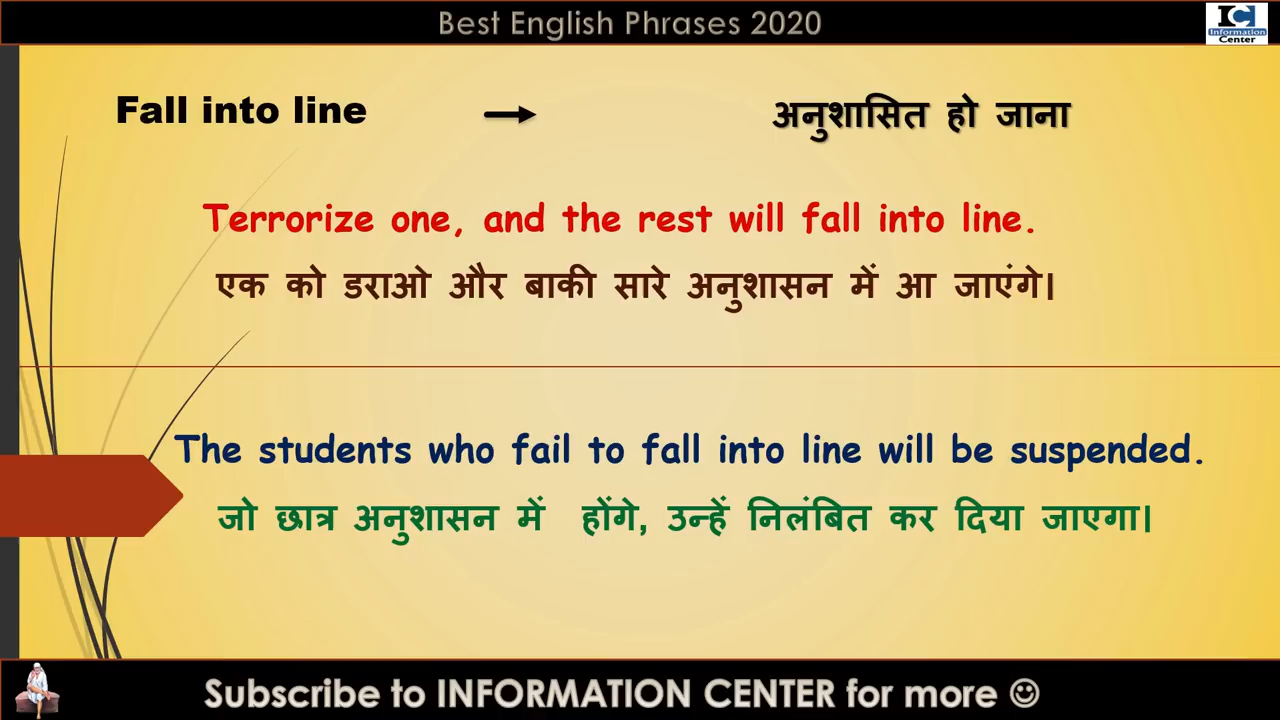 Best English Phrases 2020
IC
Information
Center
Fall into line → अनुशासित हो जाना
Terrorize one, and the rest will fall into line.
एक को डराओ और बाकी सारे अनुशासन में आ जाएंगे।
The students who fail to fall into line will be suspended.
जो छात्र अनुशासन में होंगे, उन्हें निलंबित कर दिया जाएगा।
Subscribe to INFORMATION CENTER for more ☺